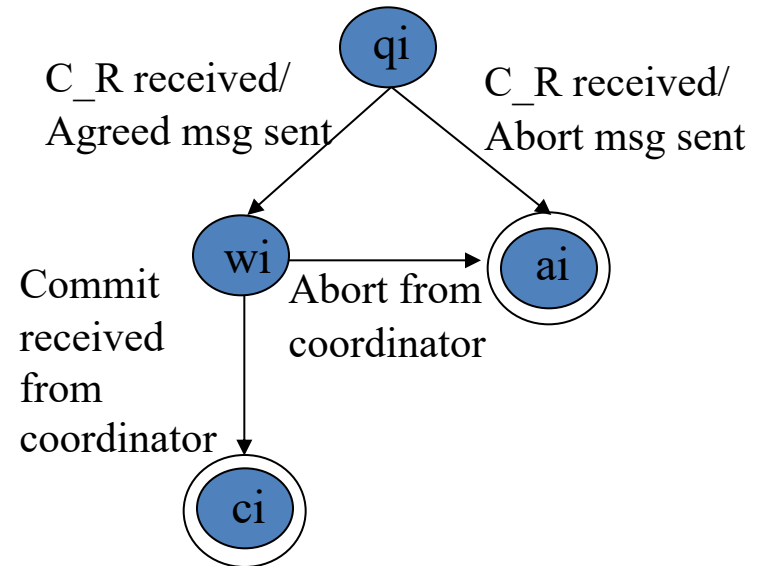 qi
C_R received/
Agreed msg sent
C_R received/
Abort msg sent
wi
ai
Commit
received
from
coordinator
Abort from
coordinator
ci